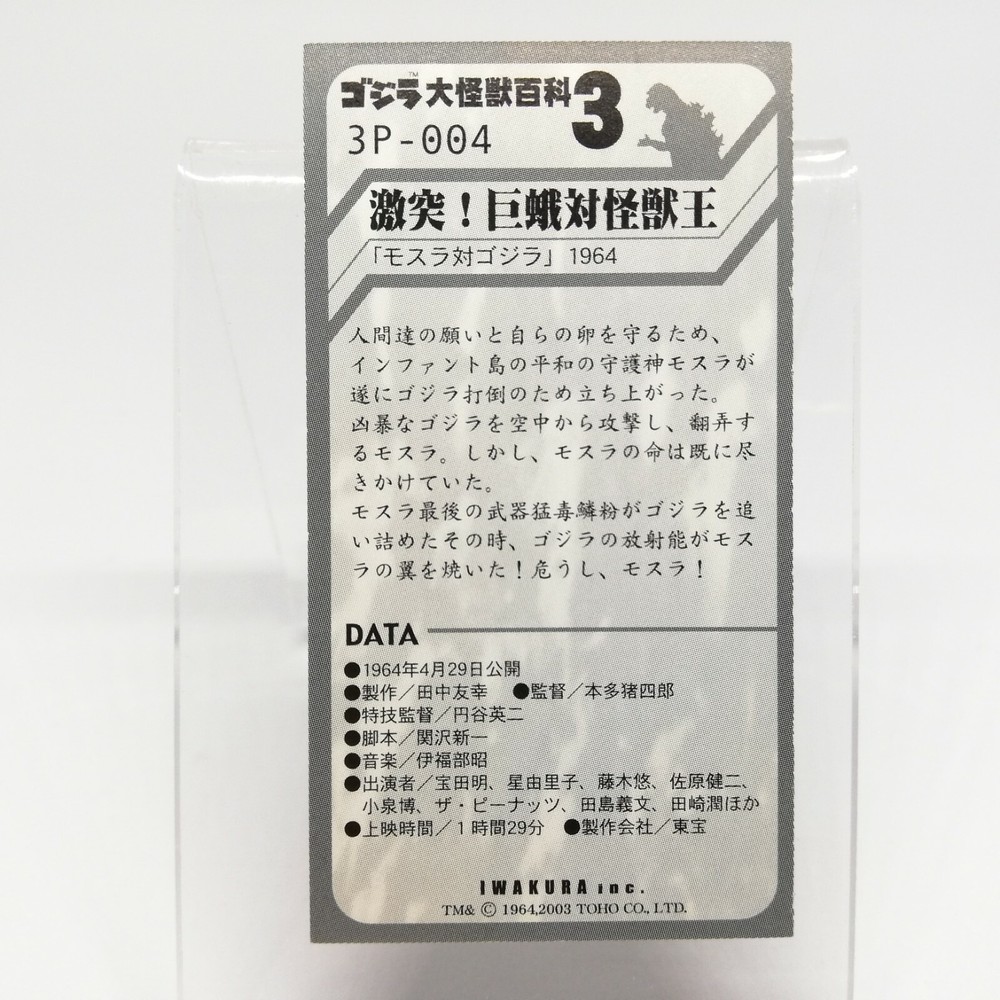 ゴジラ™大怪獣百科3
3P-004
激突！巨蛾対怪獣王
「モスラ対ゴジラ」1964
人間達の願いと自らの卵を守るため、
インファント島の平和の守護神モスラが
遂にゴジラ打倒のため立ち上がった。
凶暴なゴジラを空中から攻撃し、翻弄す
るモスラ。しかし、モスラの命は既に尽
きかけていた。
モスラ最後の武器猛毒鱗粉がゴジラを追
い詰めたその時、ゴジラの放射能がモス
ラの翼を焼いた！危うし、モスラ！
DATA
●1964年4月29日公開
●製作／田中友幸　●監督／本多猪四郎
●特技監督／円谷英二
●脚本／関沢新一
●音楽／伊福部昭
●出演者／宝田明、星由里子、藤木悠、佐原健二、
小泉博、ザ・ピーナッツ、田島義文、田崎潤ほか
●上映時間／1時間29分　●製作会社／東宝
IWAKURA inc.
TM& © 1964,2003 TOHO CO., LTD.